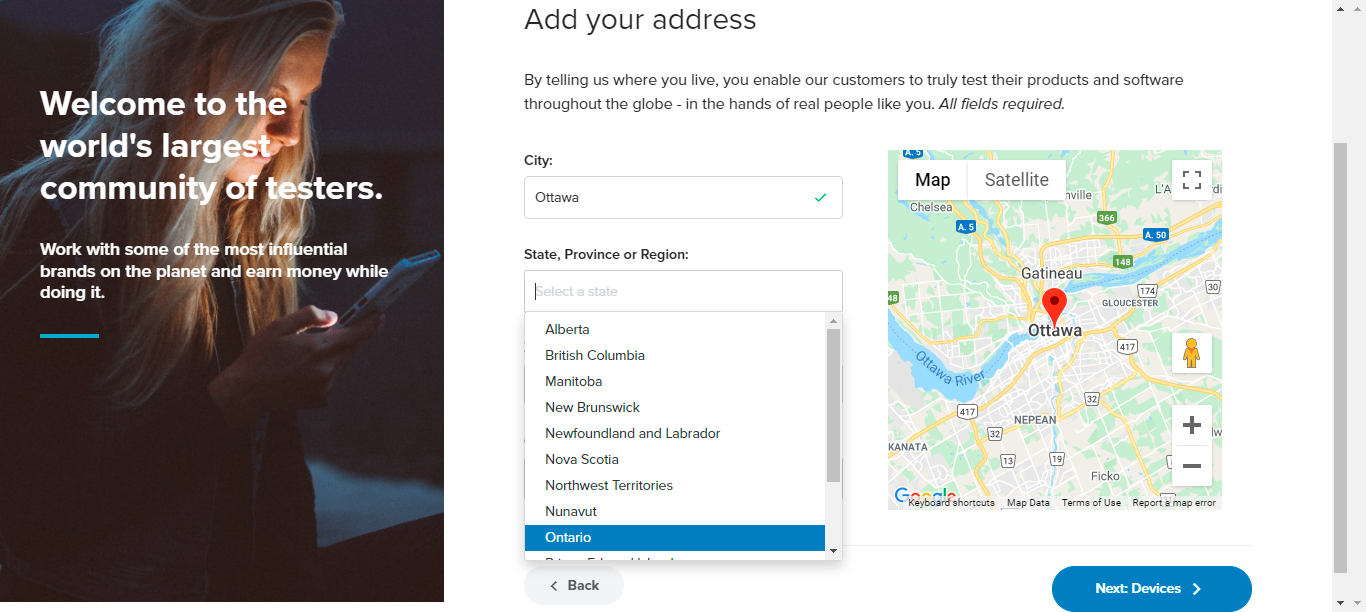 Welcome to the
world's largest
community of testers.
Work with some of the most influential
brands on the planet and earn money while
doing it.
Add your address
By telling us where you live, you enable our customers to truly test their products and software
throughout the globe - in the hands of real people like you. All fields required.
City:
Ottawa
State, Province or Region:
Select a state
Alberta
British Columbia
Manitoba
New Brunswick
Newfoundland and Labrador
Nova Scotia
Northwest Territories
Nunavut
Ontario
Back
Next: Devices
Map
Satellite
A. 5
Chelsea
A. 5
366
A. 50
148
Gatineau
174
30
GLOUCESTER
Ottawa
417
Ottawa River
32
417
NEPEAN
32
KANATA
13
19
Ficko
Google
Keyboard shortcuts
Map Data
Terms of Use
Report a map error